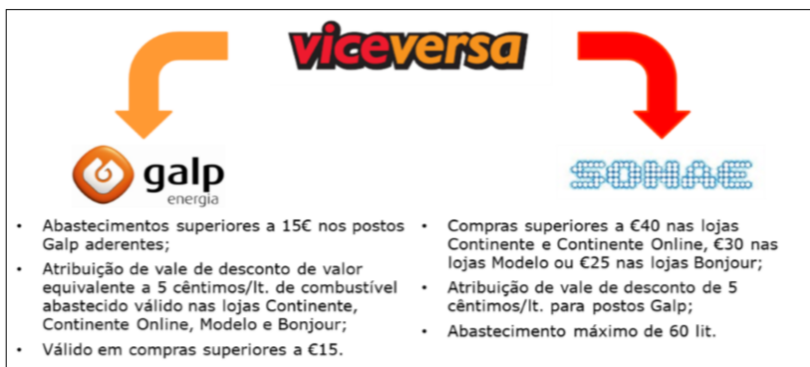 viceversa
galp
energia
SONAE
• Abastecimentos superiores a 15€ nos postos
Galp aderentes;
• Atribuição de vale de desconto de valor
equivalente a 5 cêntimos/lt. de combustível
abastecido válido nas lojas Continente,
Continente Online, Modelo e Bonjour;
• Válido em compras superiores a €15.
• Compras superiores a €40 nas lojas
Continente e Continente Online, €30 nas
lojas Modelo ou €25 nas lojas Bonjour;
• Atribuição de vale de desconto de 5
cêntimos/lt. para postos Galp;
• Abastecimento máximo de 60 lit.